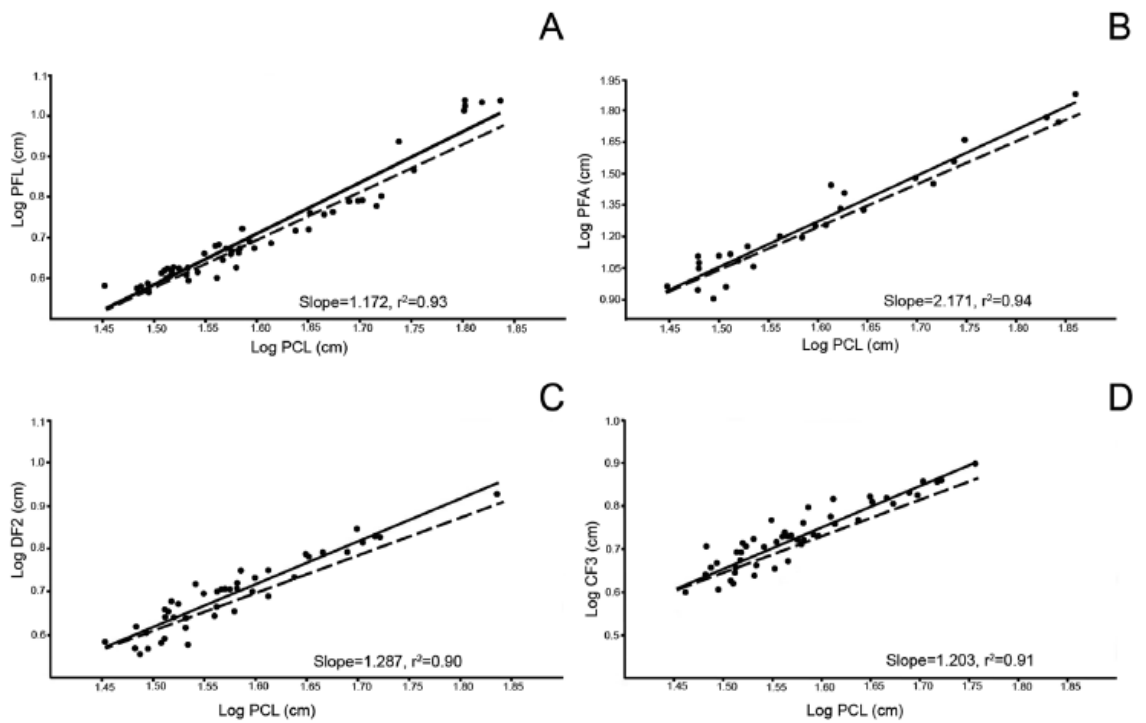 A
Log PFL (cm)
1.1
1.0
0.9
0.8
0.7
0.6
Slope=1.172, r²=0.93
1.45 1.50 1.55 1.60 1.65 1.70 1.75 1.80 1.85
Log PCL (cm)
B
Log PFA (cm)
1.95
1.80
1.65
1.50
1.35
1.20
1.05
0.90
Slope=2.171, r²=0.94
1.45 1.50 1.55 1.60 1.65 1.70 1.75 1.80 1.85
Log PCL (cm)
C
Log DF2 (cm)
1.1
1.0
0.9
0.8
0.7
0.6
Slope=1.287, r²=0.90
1.45 1.50 1.55 1.60 1.65 1.70 1.75 1.80 1.85
Log PCL (cm)
D
Log CF3 (cm)
1.0
0.9
0.8
0.7
0.6
0.5
Slope=1.203, r²=0.91
1.45 1.50 1.55 1.60 1.65 1.70 1.75 1.80 1.85
Log PCL (cm)